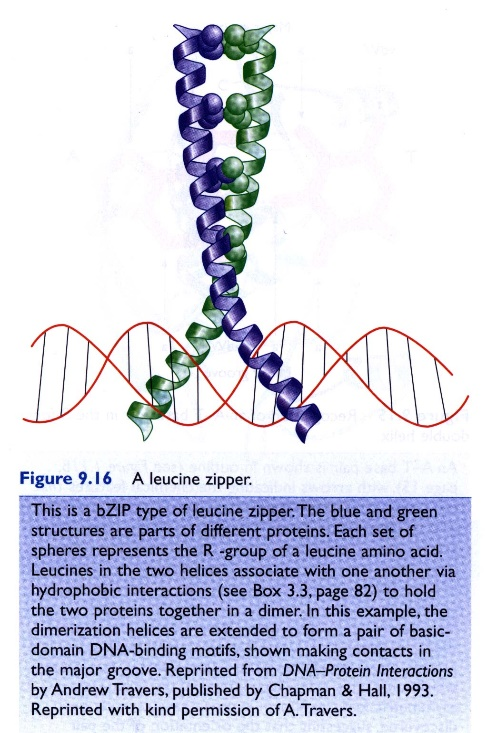 Figure 9.16 A leucine zipper.
This is a bZIP type of leucine zipper. The blue and green
structures are parts of different proteins. Each set of
spheres represents the R -group of a leucine amino acid.
Leucines in the two helices associate with one another via
hydrophobic interactions (see Box 3.3, page 82) to hold
the two proteins together in a dimer. In this example, the
dimerization helices are extended to form a pair of basic-
domain DNA-binding motifs, shown making contacts in
the major groove. Reprinted from DNA–Protein Interactions
by Andrew Travers, published by Chapman & Hall, 1993.
Reprinted with kind permission of A. Travers.